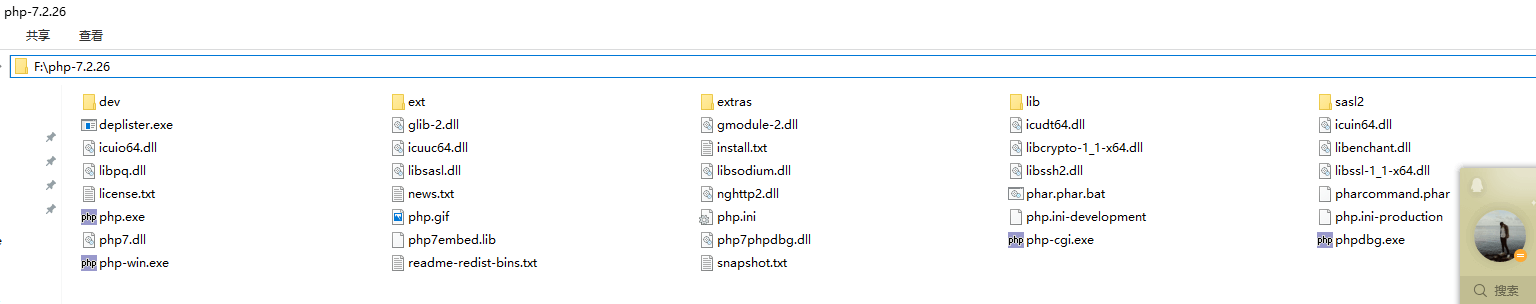 php-7.2.26
共享 查看
F:\php-7.2.26
dev ext extras lib sasl2
deplister.exe glib-2.dll gmodule-2.dll icudt64.dll icuin64.dll
icuio64.dll icuuc64.dll install.txt libcrypto-1_1-x64.dll libenchant.dll
libpq.dll libsasl.dll libsodium.dll libssh2.dll libssl-1_1-x64.dll
license.txt news.txt nghttp2.dll phar.phar.bat pharcommand.phar
php php.exe php.gif php.ini php.ini-development php.ini-production
php7.dll php7embed.lib php7phpdbg.dll php php-cgi.exe php phpdbg.exe
php php-win.exe readme-redist-bins.txt snapshot.txt
搜索